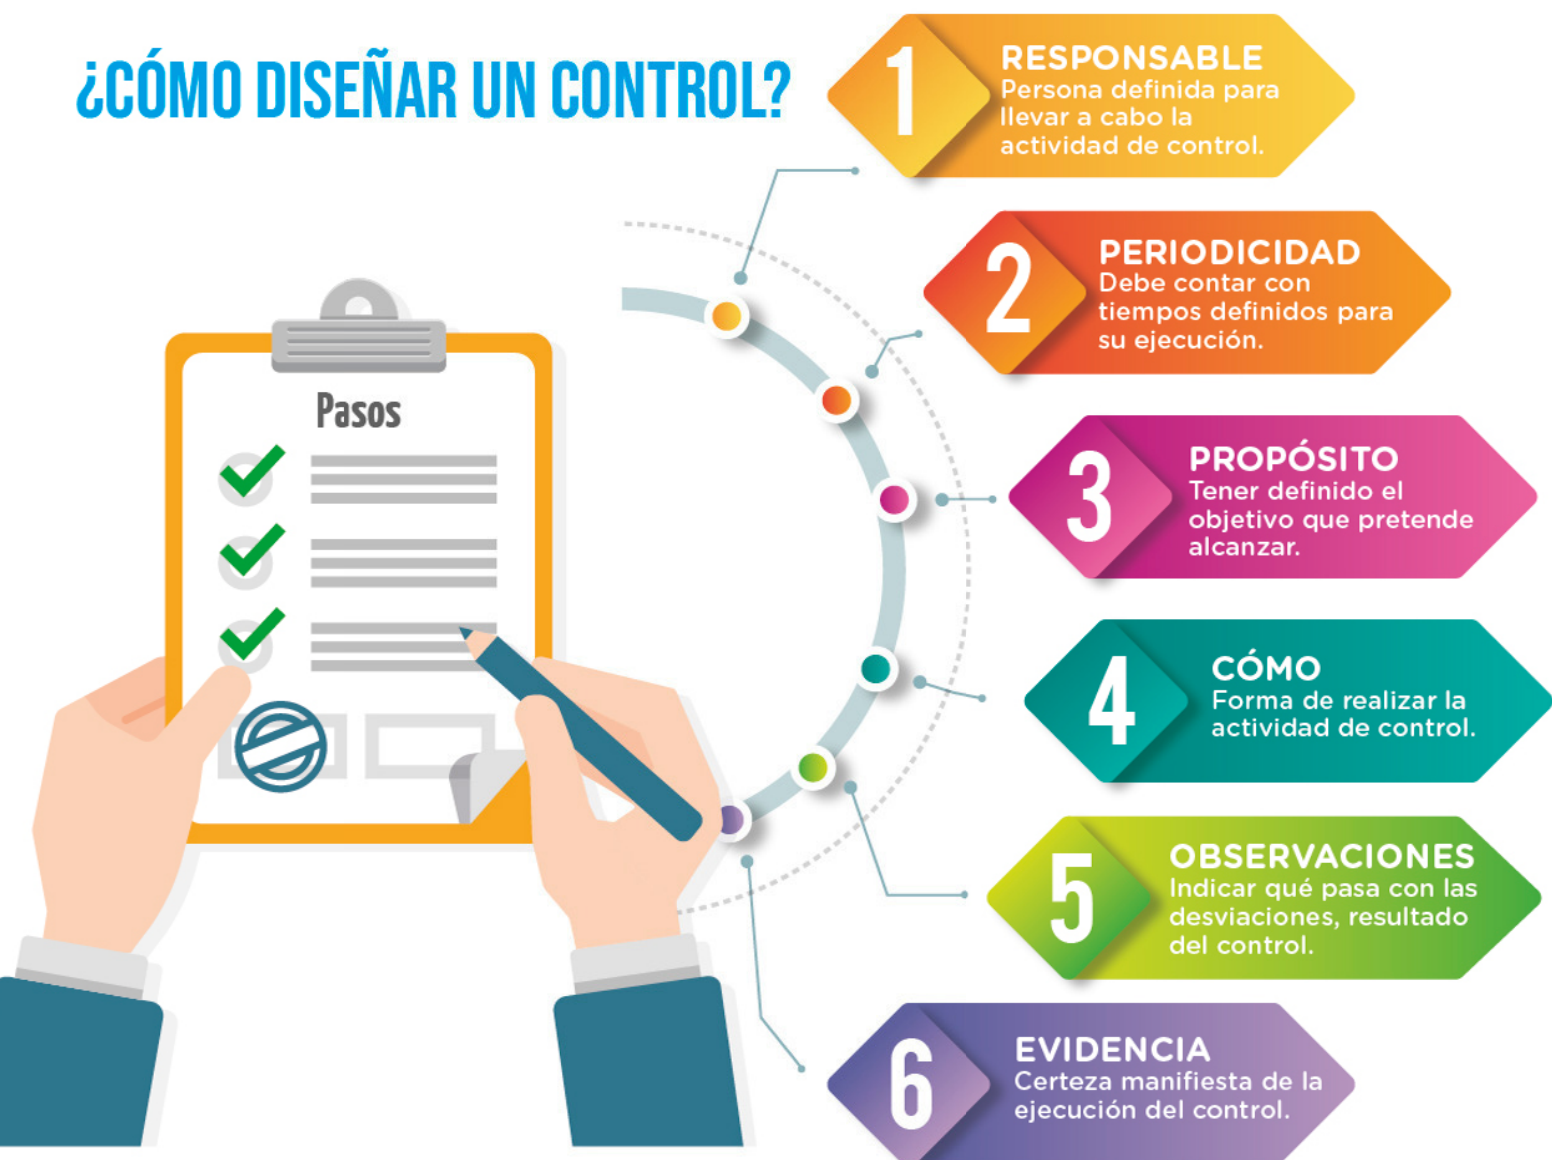 ¿CÓMO DISEÑAR UN CONTROL?
1
RESPONSABLE
Persona definida para
llevar a cabo la
actividad de control.
2
PERIODICIDAD
Debe contar con
tiempos definidos para
su ejecución.
Pasos
3
PROPÓSITO
Tener definido el
objetivo que pretende
alcanzar.
4
CÓMO
Forma de realizar la
actividad de control.
5
OBSERVACIONES
Indicar qué pasa con las
desviaciones, resultado
del control.
6
EVIDENCIA
Certeza manifiesta de la
ejecución del control.